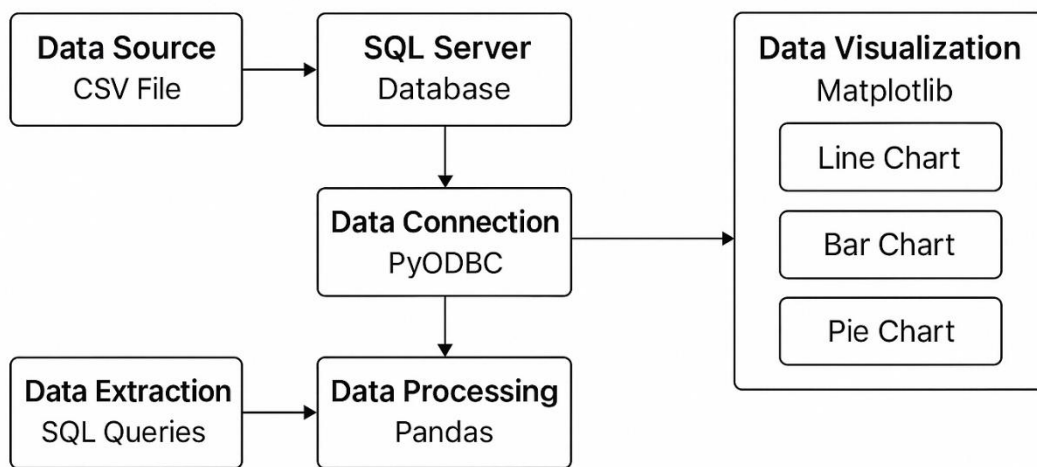 Data Source
CSV File
SQL Server
Database
Data Connection
PyODBC
Data Extraction
SQL Queries
Data Processing
Pandas
Data Visualization
Matplotlib
Line Chart
Bar Chart
Pie Chart